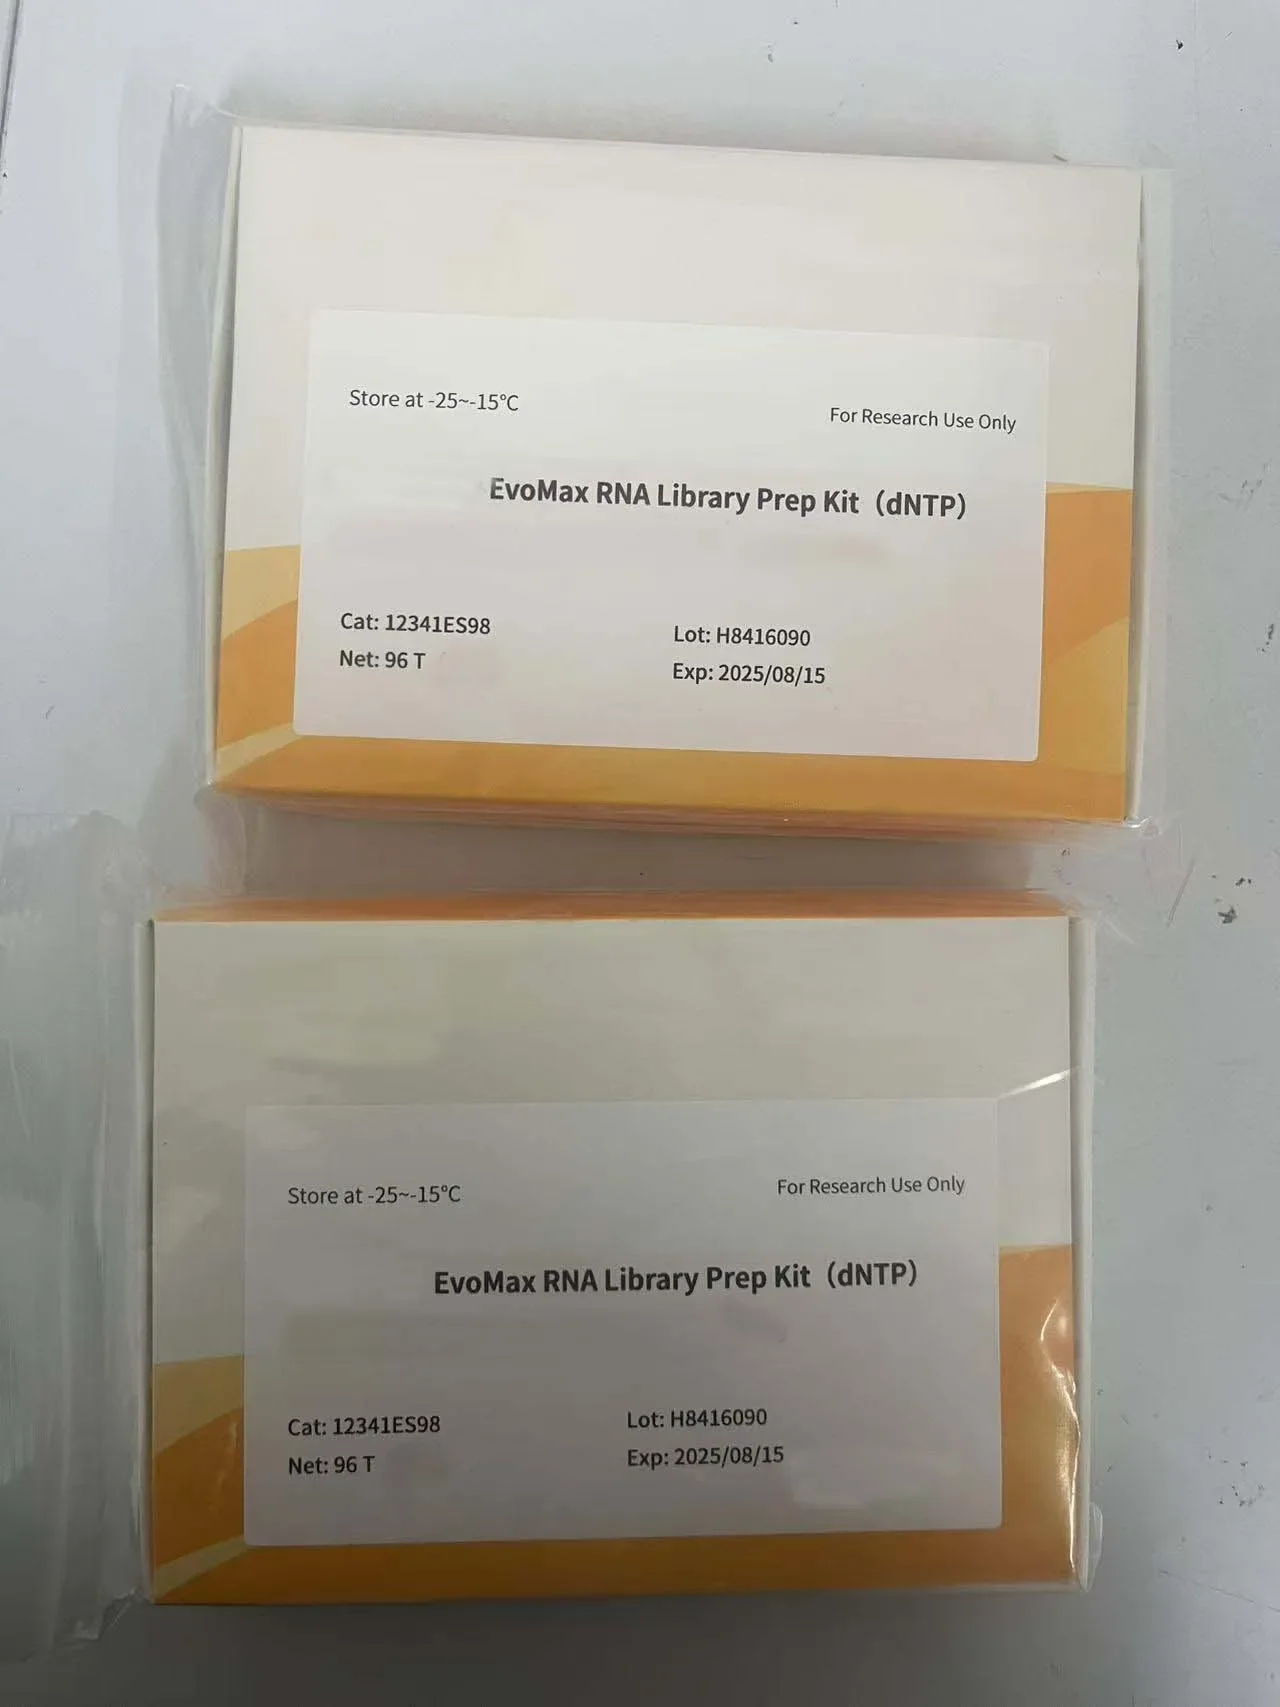 Store at -25~-15℃
For Research Use Only
EvoMax RNA Library Prep Kit（dNTP）
Cat: 12341ES98
Lot: H8416090
Net: 96 T
Exp: 2025/08/15
Store at -25~-15℃
For Research Use Only
EvoMax RNA Library Prep Kit（dNTP）
Cat: 12341ES98
Lot: H8416090
Net: 96 T
Exp: 2025/08/15